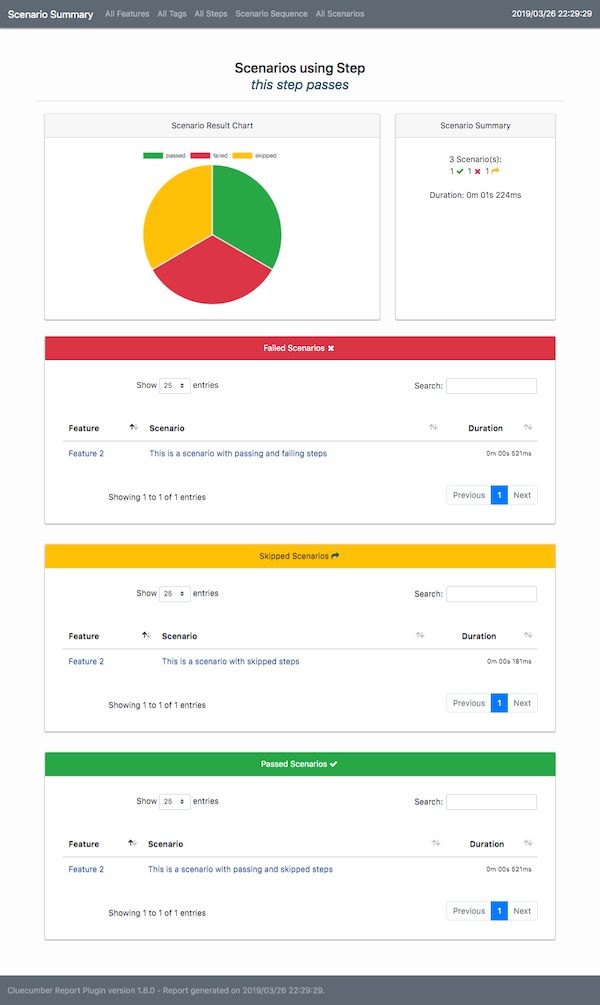 Scenario Summary All Features All Tags All Steps Scenario Sequence All Scenarios 2019/03/26 22:29:29
Scenarios using Step
this step passes
Scenario Result Chart
passed failed skipped
Scenario Summary
3 Scenario(s):
1 ✔ 1 ✖ 1
Duration: 0m 01s 224ms
Failed Scenarios ✖
Show 25 entries Search:
Feature Scenario Duration
Feature 2 This is a scenario with passing and failing steps 0m 00s 521ms
Showing 1 to 1 of 1 entries Previous 1 Next
Skipped Scenarios
Show 25 entries Search:
Feature Scenario Duration
Feature 2 This is a scenario with skipped steps 0m 00s 181ms
Showing 1 to 1 of 1 entries Previous 1 Next
Passed Scenarios ✔
Show 25 entries Search:
Feature Scenario Duration
Feature 2 This is a scenario with passing and skipped steps 0m 00s 521ms
Showing 1 to 1 of 1 entries Previous 1 Next
Cluecumber Report Plugin version 1.8.0 - Report generated on 2019/03/26 22:29:29.